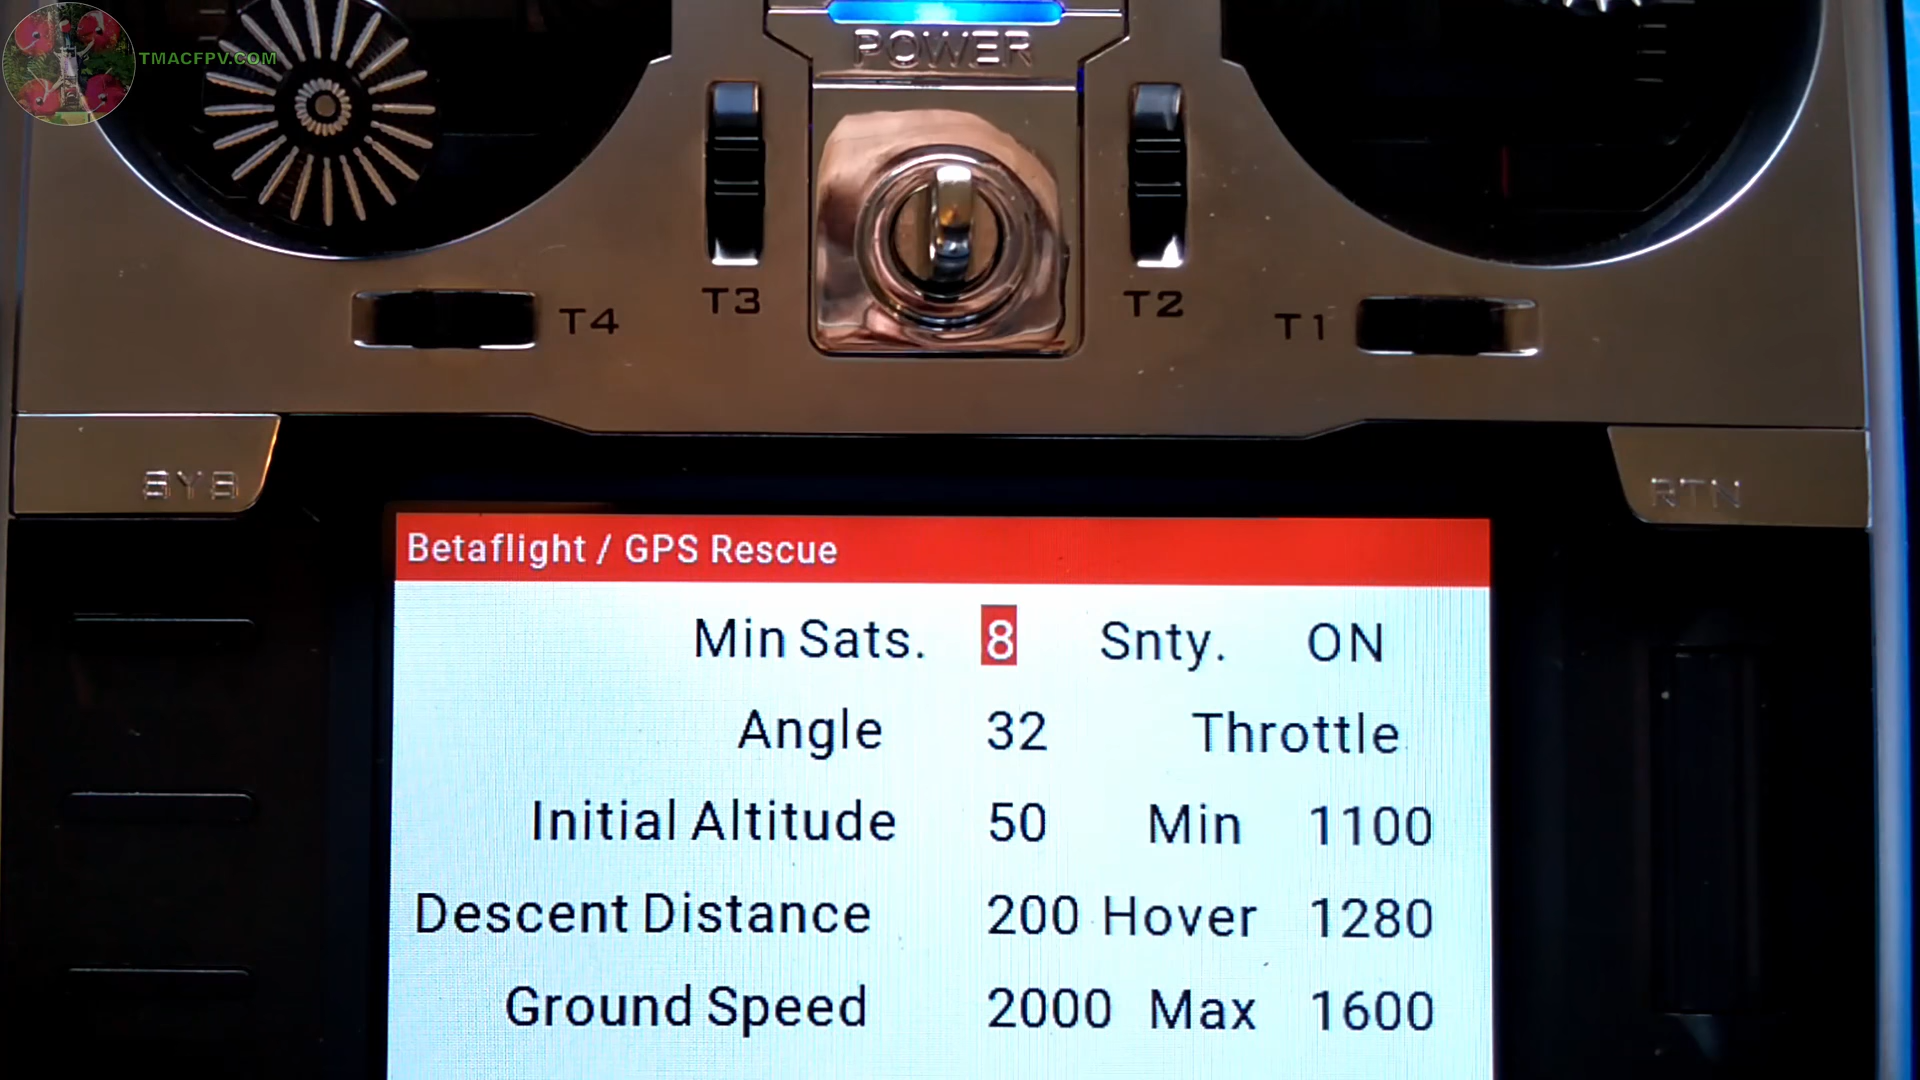 TMACFPV.COM
POWER
T4
T3
T2
T1
SYS
RTN
Betaflight / GPS Rescue
Min Sats. 8 Snty. ON
Angle 32 Throttle
Initial Altitude 50 Min 1100
Descent Distance 200 Hover 1280
Ground Speed 2000 Max 1600